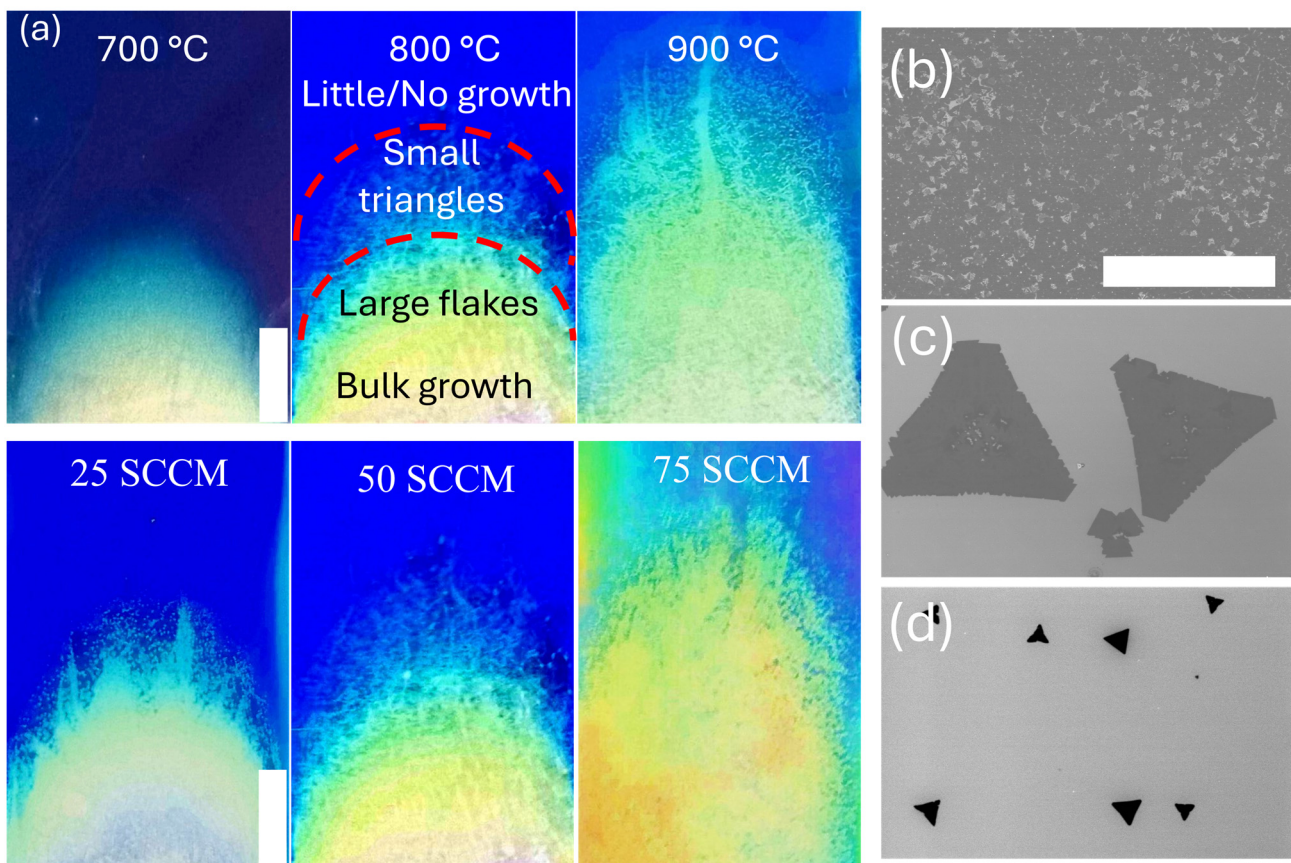 (a)
700 °C
800 °C
900 °C
Little/No growth
Small
triangles
Large flakes
Bulk growth
25 SCCM
50 SCCM
75 SCCM
(b)
(c)
(d)